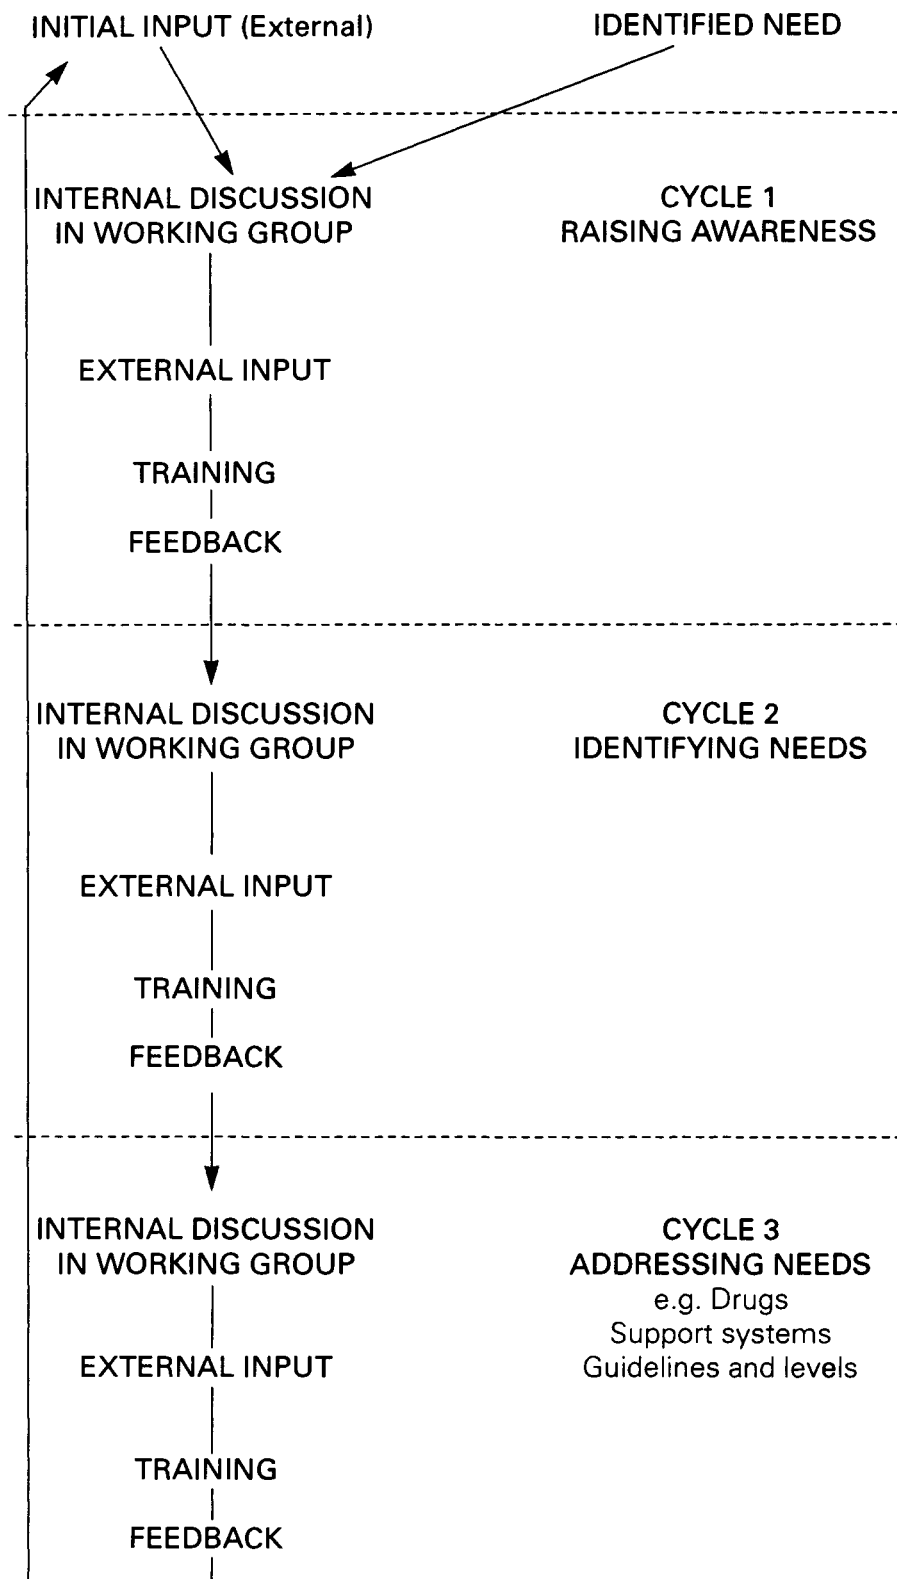 INITIAL INPUT (External)
IDENTIFIED NEED
INTERNAL DISCUSSION
IN WORKING GROUP
CYCLE 1
RAISING AWARENESS
EXTERNAL INPUT
TRAINING
FEEDBACK
INTERNAL DISCUSSION
IN WORKING GROUP
CYCLE 2
IDENTIFYING NEEDS
EXTERNAL INPUT
TRAINING
FEEDBACK
INTERNAL DISCUSSION
IN WORKING GROUP
CYCLE 3
ADDRESSING NEEDS
e.g. Drugs
Support systems
Guidelines and levels
EXTERNAL INPUT
TRAINING
FEEDBACK